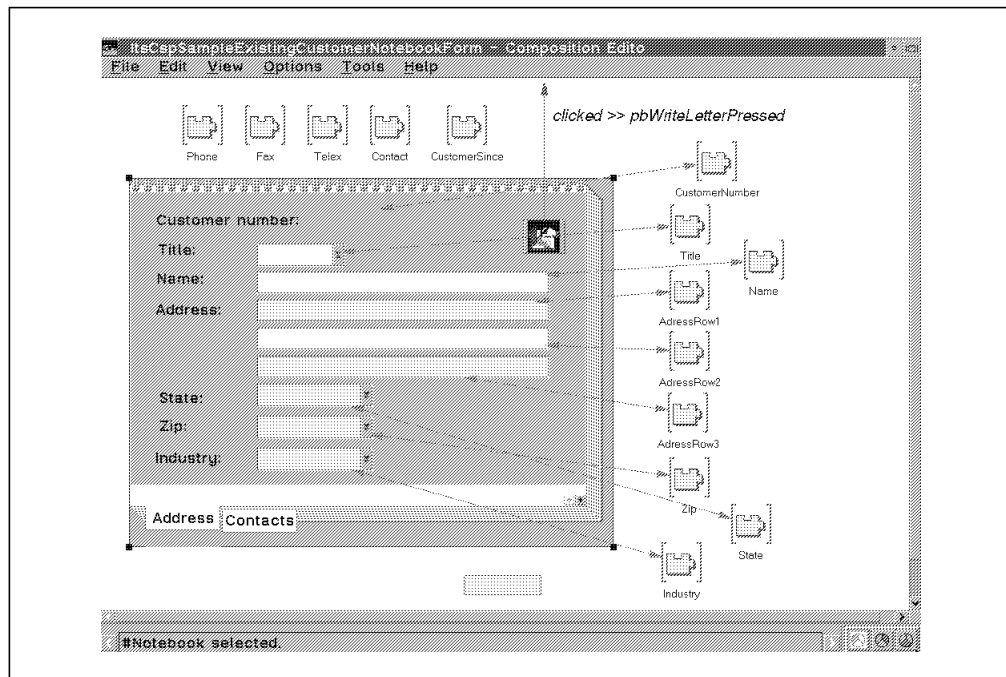 ItsCspSampleExistingCustomerNotebookForm - Composition Edito
File Edit View Options Tools Help
clicked >> pbWriteLetterPressed
Phone Fax Telex Contact CustomerSince
CustomerNumber
Customer number:
Title:
Title
Name:
Name
Address:
AdressRow1
AdressRow2
State:
Zip:
AdressRow3
Industry:
Zip
Address Contacts
State
Industry
#Notebook selected.